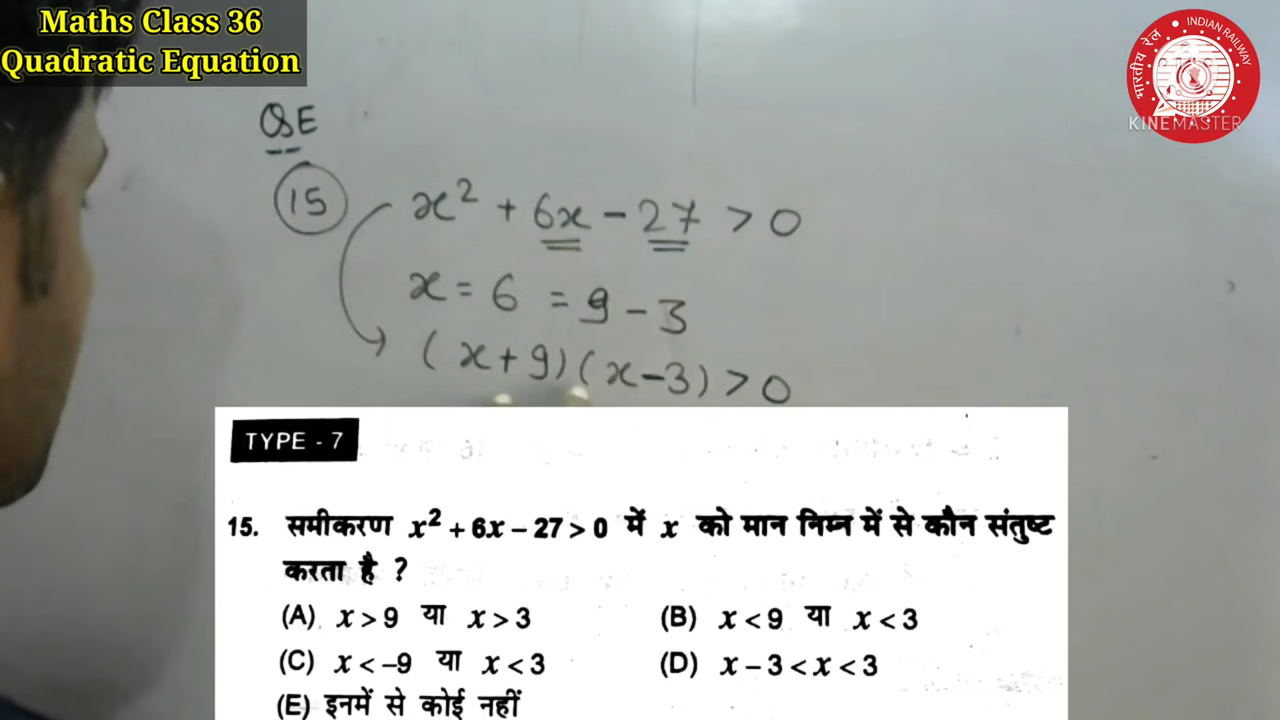 Maths Class 36
Quadratic Equation
भारतीय रेल
INDIAN RAILWAY
KINEMASTER
QE
15 x² + 6x - 27 > 0
x = 6 = 9 - 3
(x+9)(x-3) > 0
TYPE - 7
15. समीकरण x² + 6x – 27 > 0 में x को मान निम्न में से कौन संतुष्ट
करता है ?
(A) x > 9 या x > 3 (B) x < 9 या x < 3
(C) x < –9 या x < 3 (D) x – 3 < x < 3
(E) इनमें से कोई नहीं